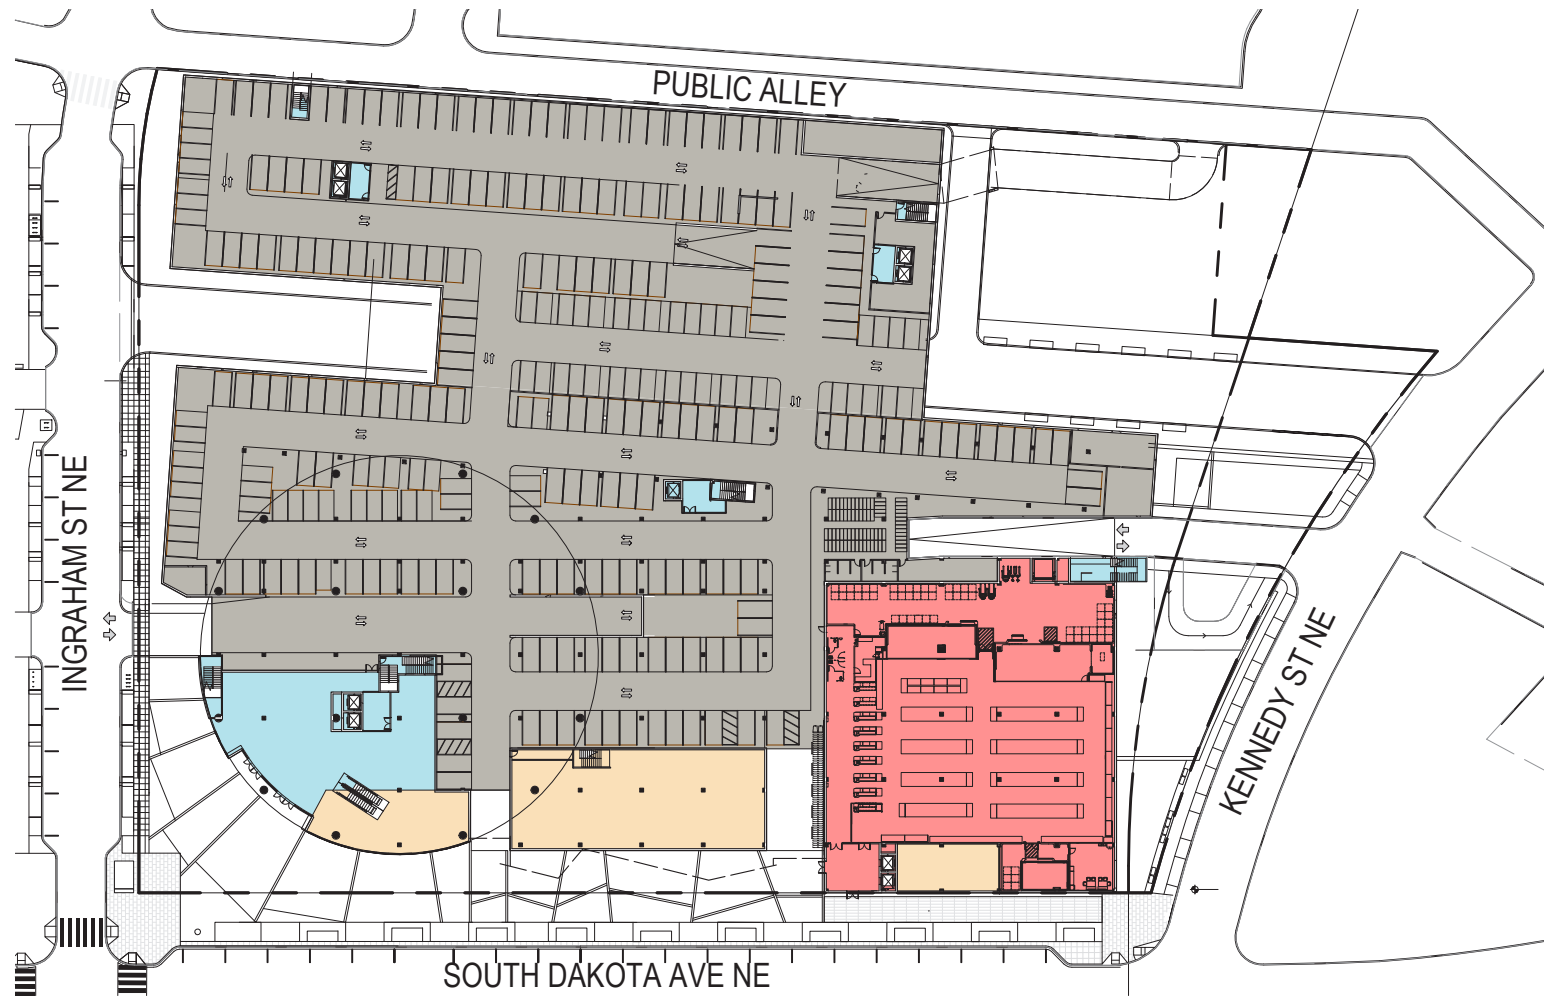 PUBLIC ALLEY
INGRAHAM ST NE
KENNEDY ST NE
SOUTH DAKOTA AVE NE